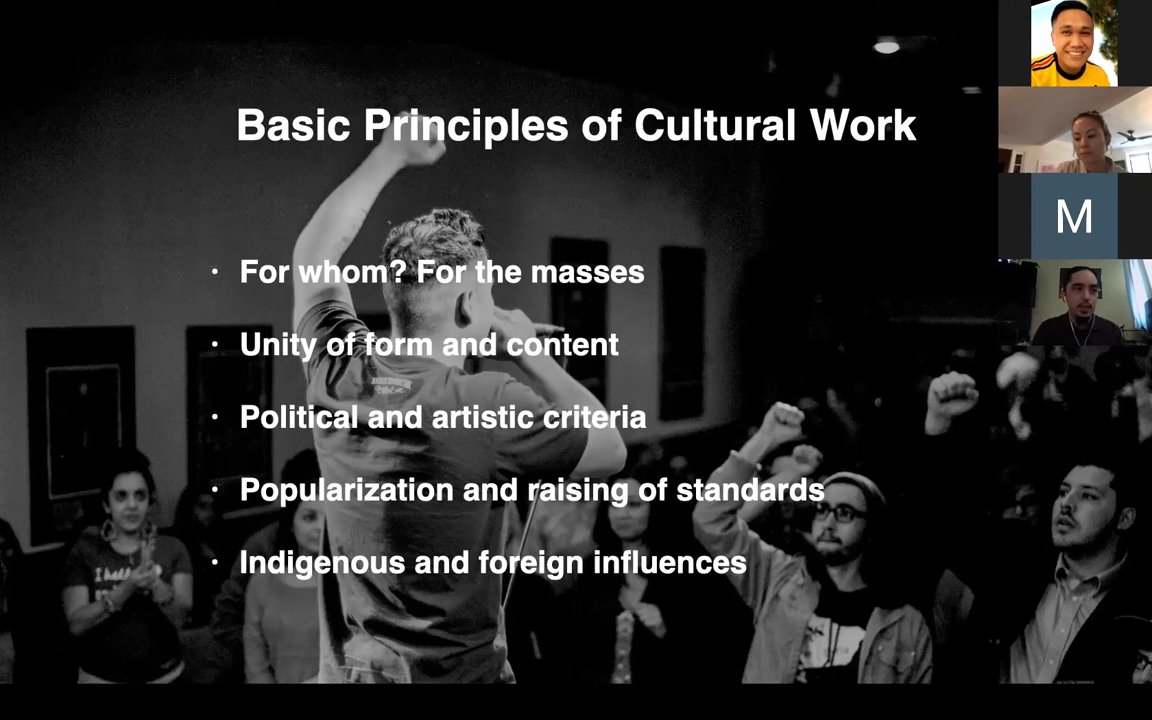 Basic Principles of Cultural Work
· For whom? For the masses
· Unity of form and content
· Political and artistic criteria
· Popularization and raising of standards
· Indigenous and foreign influences
M